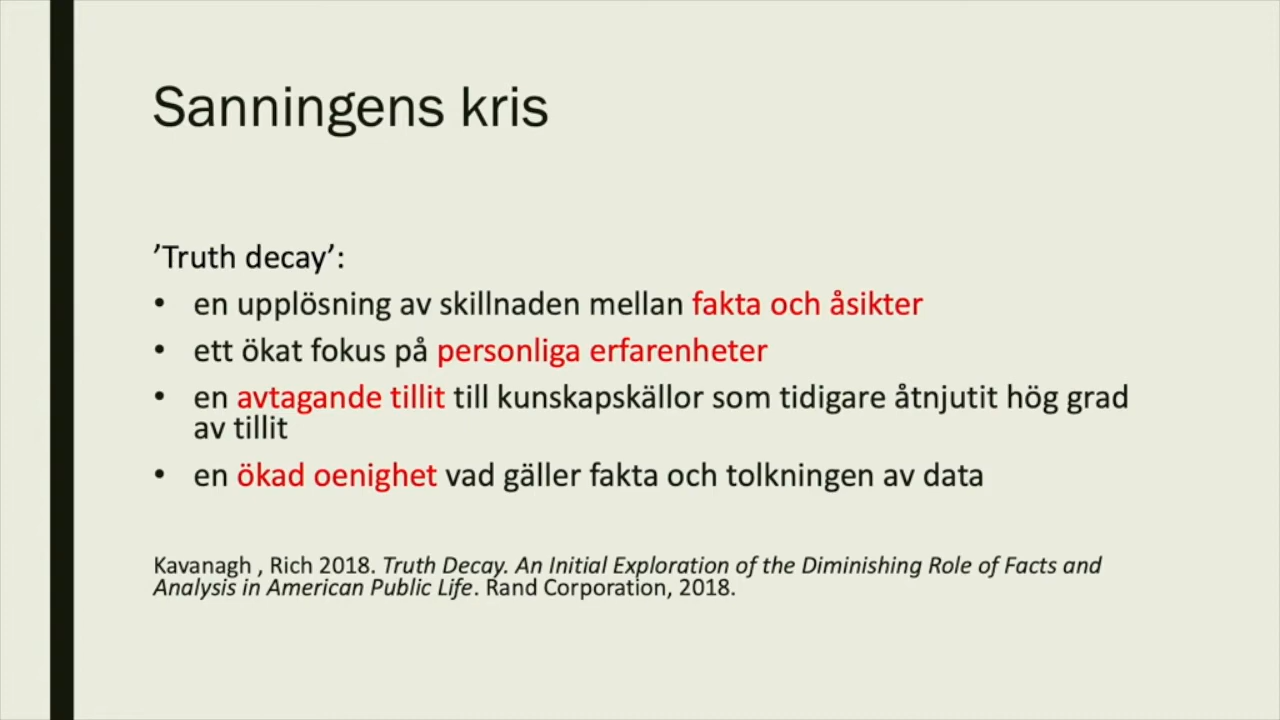 Sanningens kris
’Truth decay’:
• en upplösning av skillnaden mellan fakta och åsikter
• ett ökat fokus på personliga erfarenheter
• en avtagande tillit till kunskapskällor som tidigare åtnjutit hög grad
av tillit
• en ökad oenighet vad gäller fakta och tolkningen av data
Kavanagh , Rich 2018. Truth Decay. An Initial Exploration of the Diminishing Role of Facts and
Analysis in American Public Life. Rand Corporation, 2018.